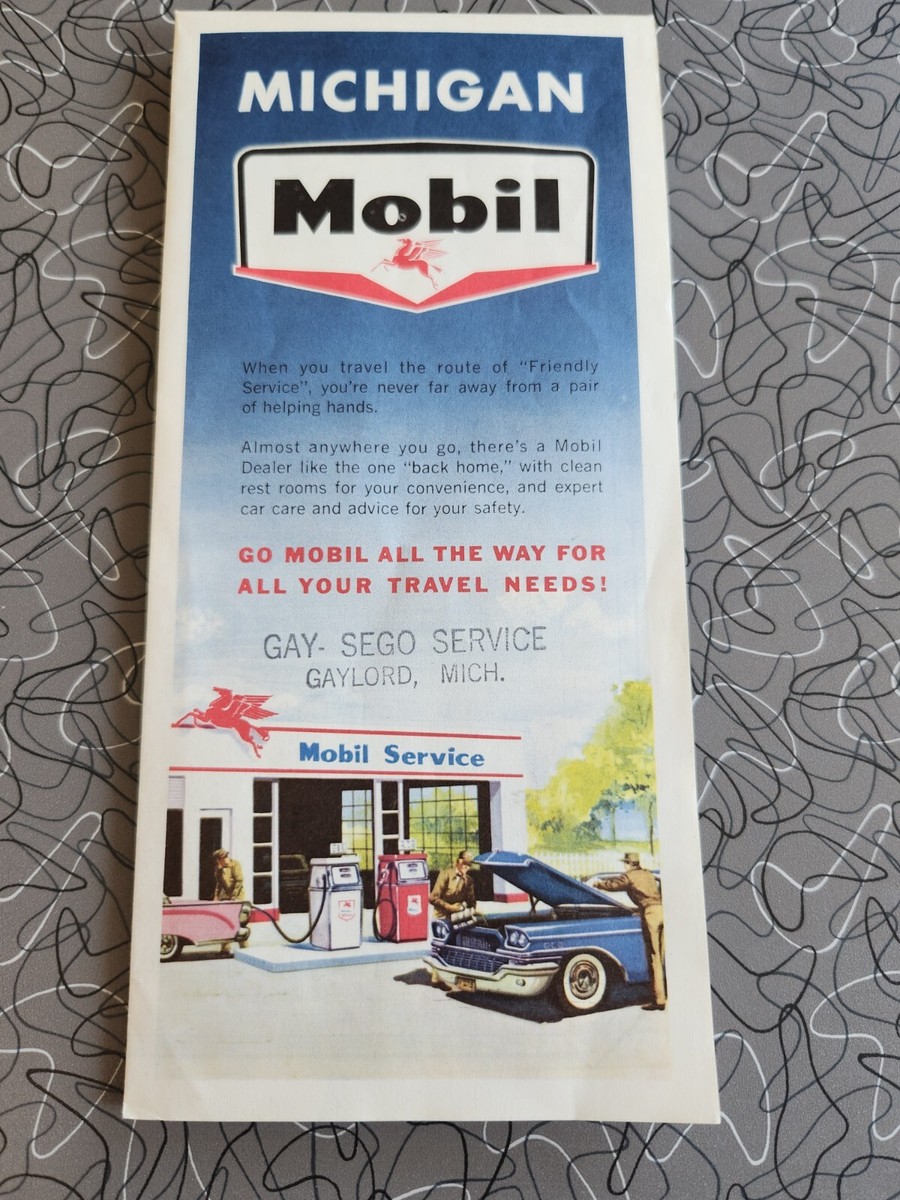 MICHIGAN
Mobil
When you travel the route of "Friendly
Service", you're never far away from a pair
of helping hands.
Almost anywhere you go, there's a Mobil
Dealer like the one "back home," with clean
rest rooms for your convenience, and expert
car care and advice for your safety.
GO MOBIL ALL THE WAY FOR
ALL YOUR TRAVEL NEEDS!
GAY- SEGO SERVICE
GAYLORD, MICH.
Mobil Service